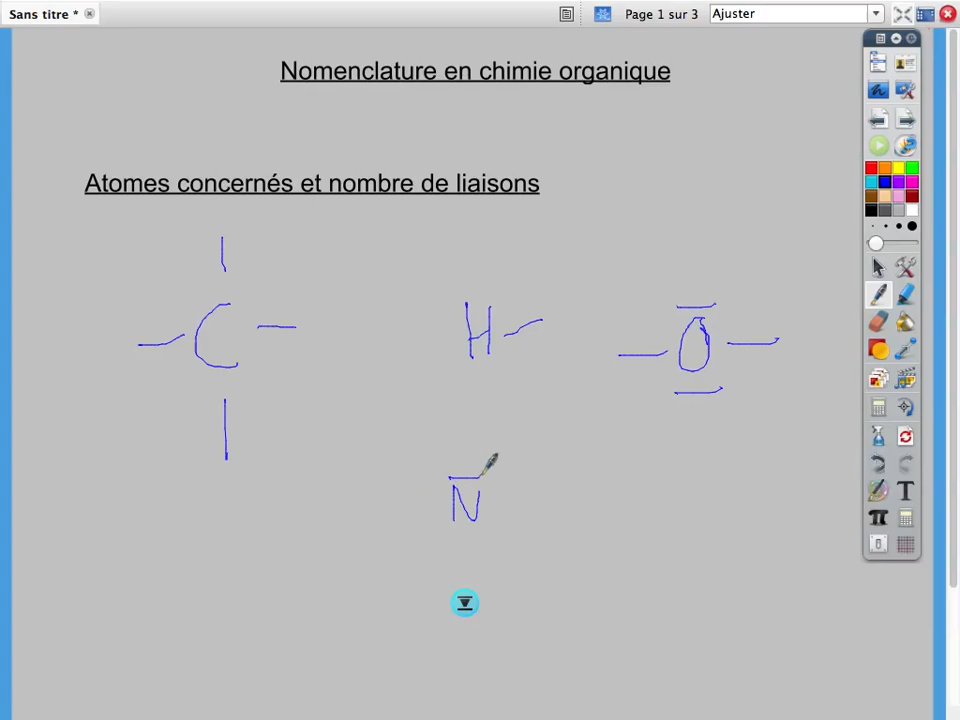 Sans titre *
Page 1 sur 3
Ajuster
Nomenclature en chimie organique
Atomes concernés et nombre de liaisons
C
H
O
N